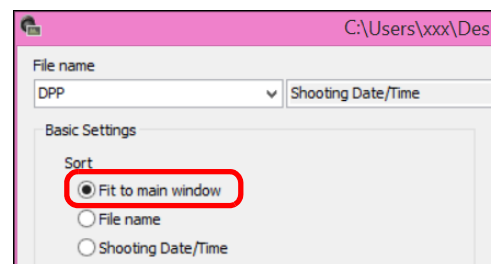 C:\Users\xxx\Des
File name
DPP Shooting Date/Time
Basic Settings
Sort
Fit to main window
File name
Shooting Date/Time